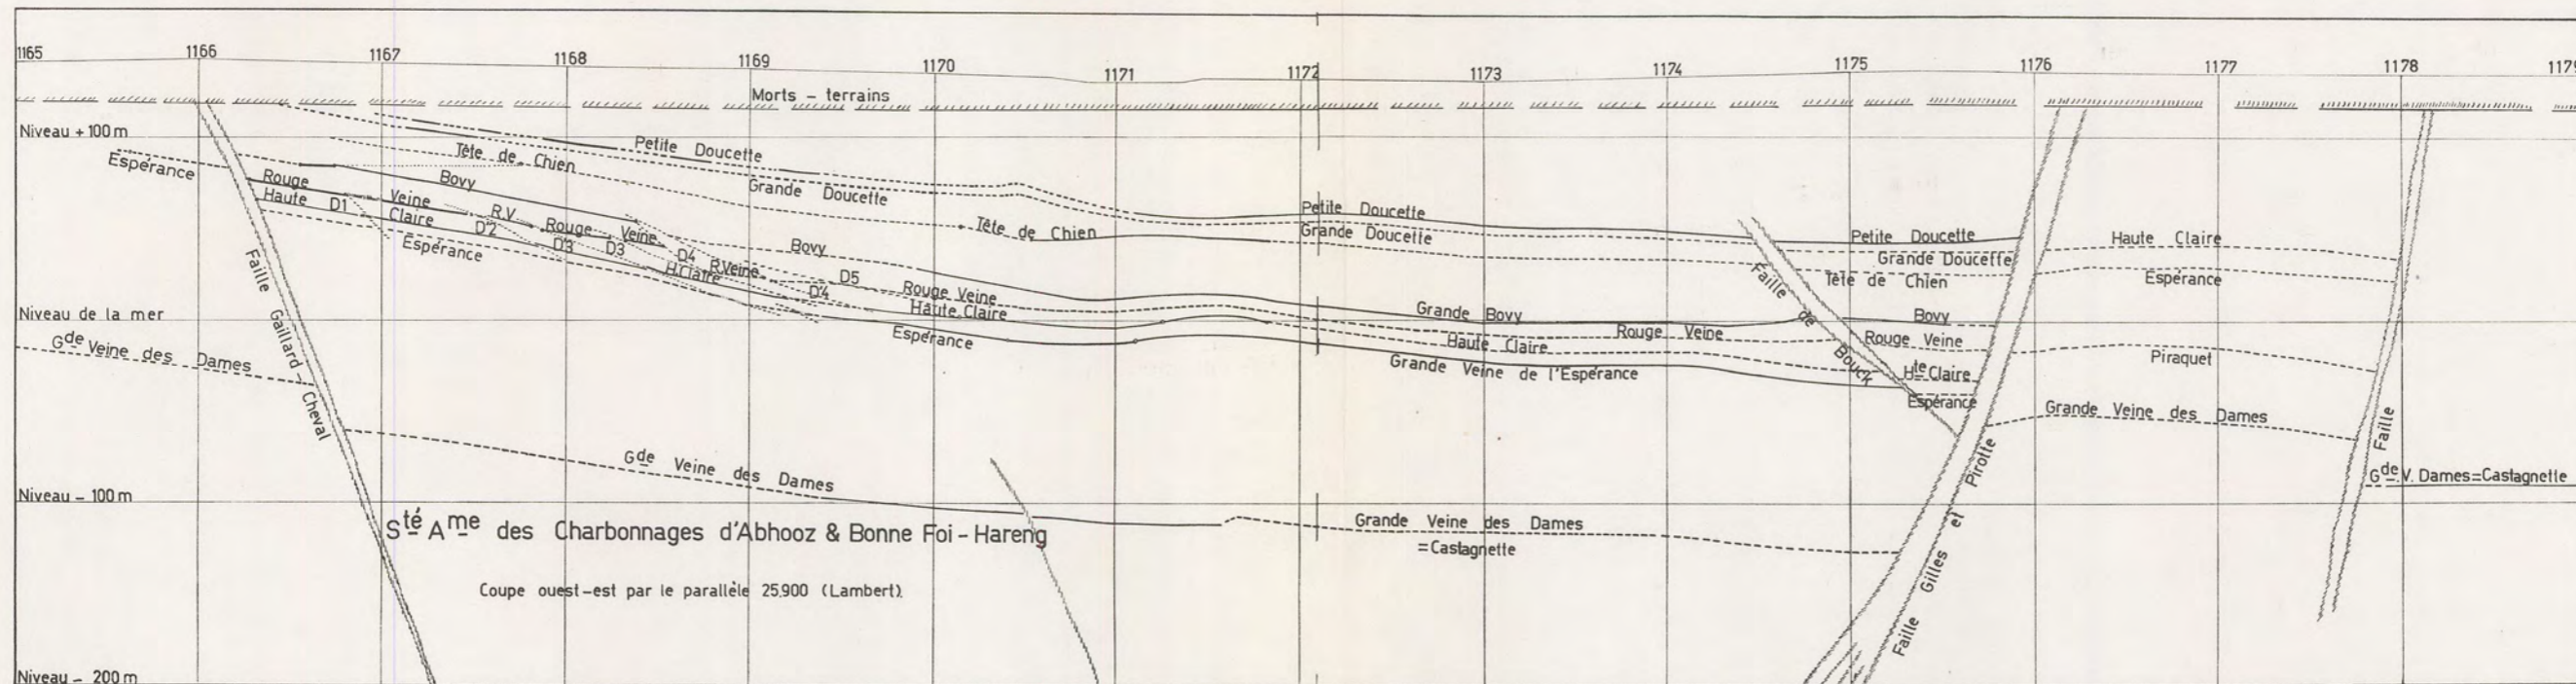 1165 1166 1167 1168 1169 1170 1171 1172 1173 1174 1175 1176 1177 1178 1179
Morts - terrains
Niveau + 100 m
Petite Doucette
Tête de Chien
Espérance
Bovy
Rouge Veine R.V. Rouge Veine
Grande Doucette
Haute D1 Claire D'2 D'3 D3 D4 R.Veine D5
Espérance
H.Claire D'4
Tête de Chien
Bovy
Rouge Veine
Haute Claire
Espérance
Petite Doucette
Grande Doucette
Petite Doucette
Grande Doucette
Tête de Chien
Haute Claire
Espérance
Faille Gaillard-Cheval
Faille de Bouck
Niveau de la mer
Gde Veine des Dames
Grande Bovy
Rouge Veine
Haute Claire
Grande Veine de l'Espérance
Bovy
Rouge Veine
Hte Claire
Espérance
Piraquet
Grande Veine des Dames
Faille
Gde V. Dames=Castagnette
Gde Veine des Dames
Niveau - 100 m
Sté Ame des Charbonnages d'Abhooz & Bonne Foi - Hareng
Grande Veine des Dames
=Castagnette
Faille Gilles et Pirotte
Coupe ouest-est par le parallèle 25.900 (Lambert).
Niveau - 200 m